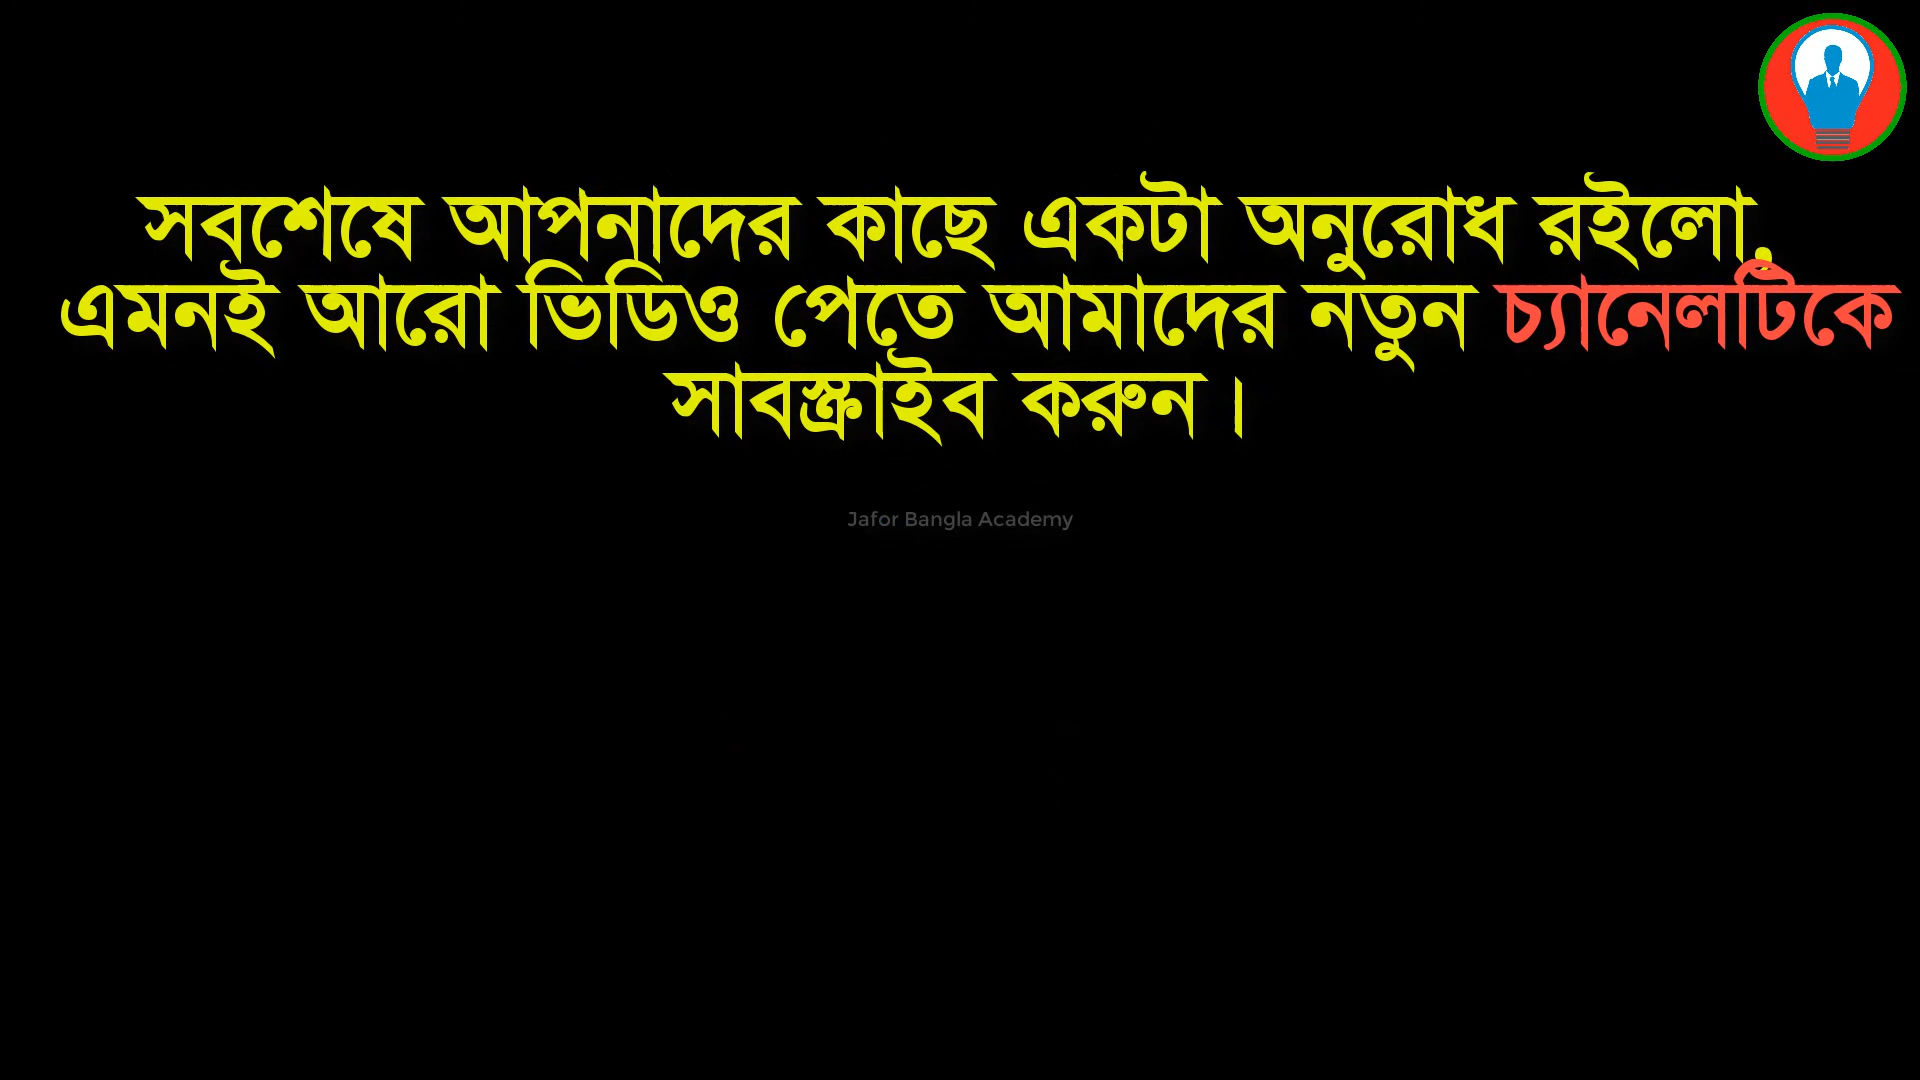 সবশেষে আপনাদের কাছে একটা অনুরোধ রইলো,
এমনই আরো ভিডিও পেতে আমাদের নতুন চ্যানেলটিকে
সাবস্ক্রাইব করুন।
Jafor Bangla Academy